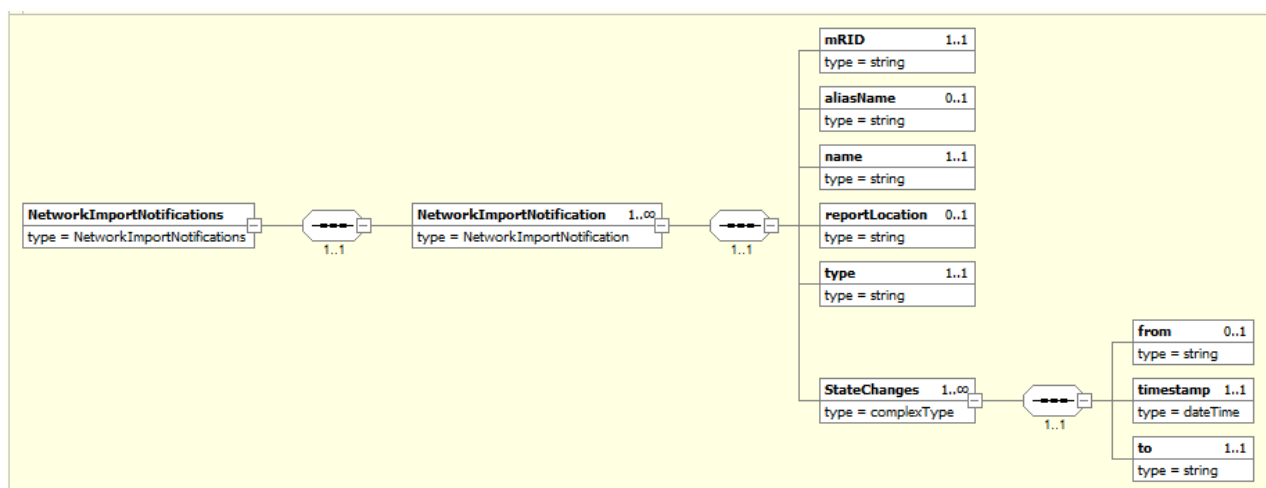 NetworkImportNotifications
type = NetworkImportNotifications
1..1
NetworkImportNotification 1..∞
type = NetworkImportNotification
1..1
mRID 1..1
type = string
aliasName 0..1
type = string
name 1..1
type = string
reportLocation 0..1
type = string
type 1..1
type = string
StateChanges 1..∞
type = complexType
1..1
from 0..1
type = string
timestamp 1..1
type = dateTime
to 1..1
type = string